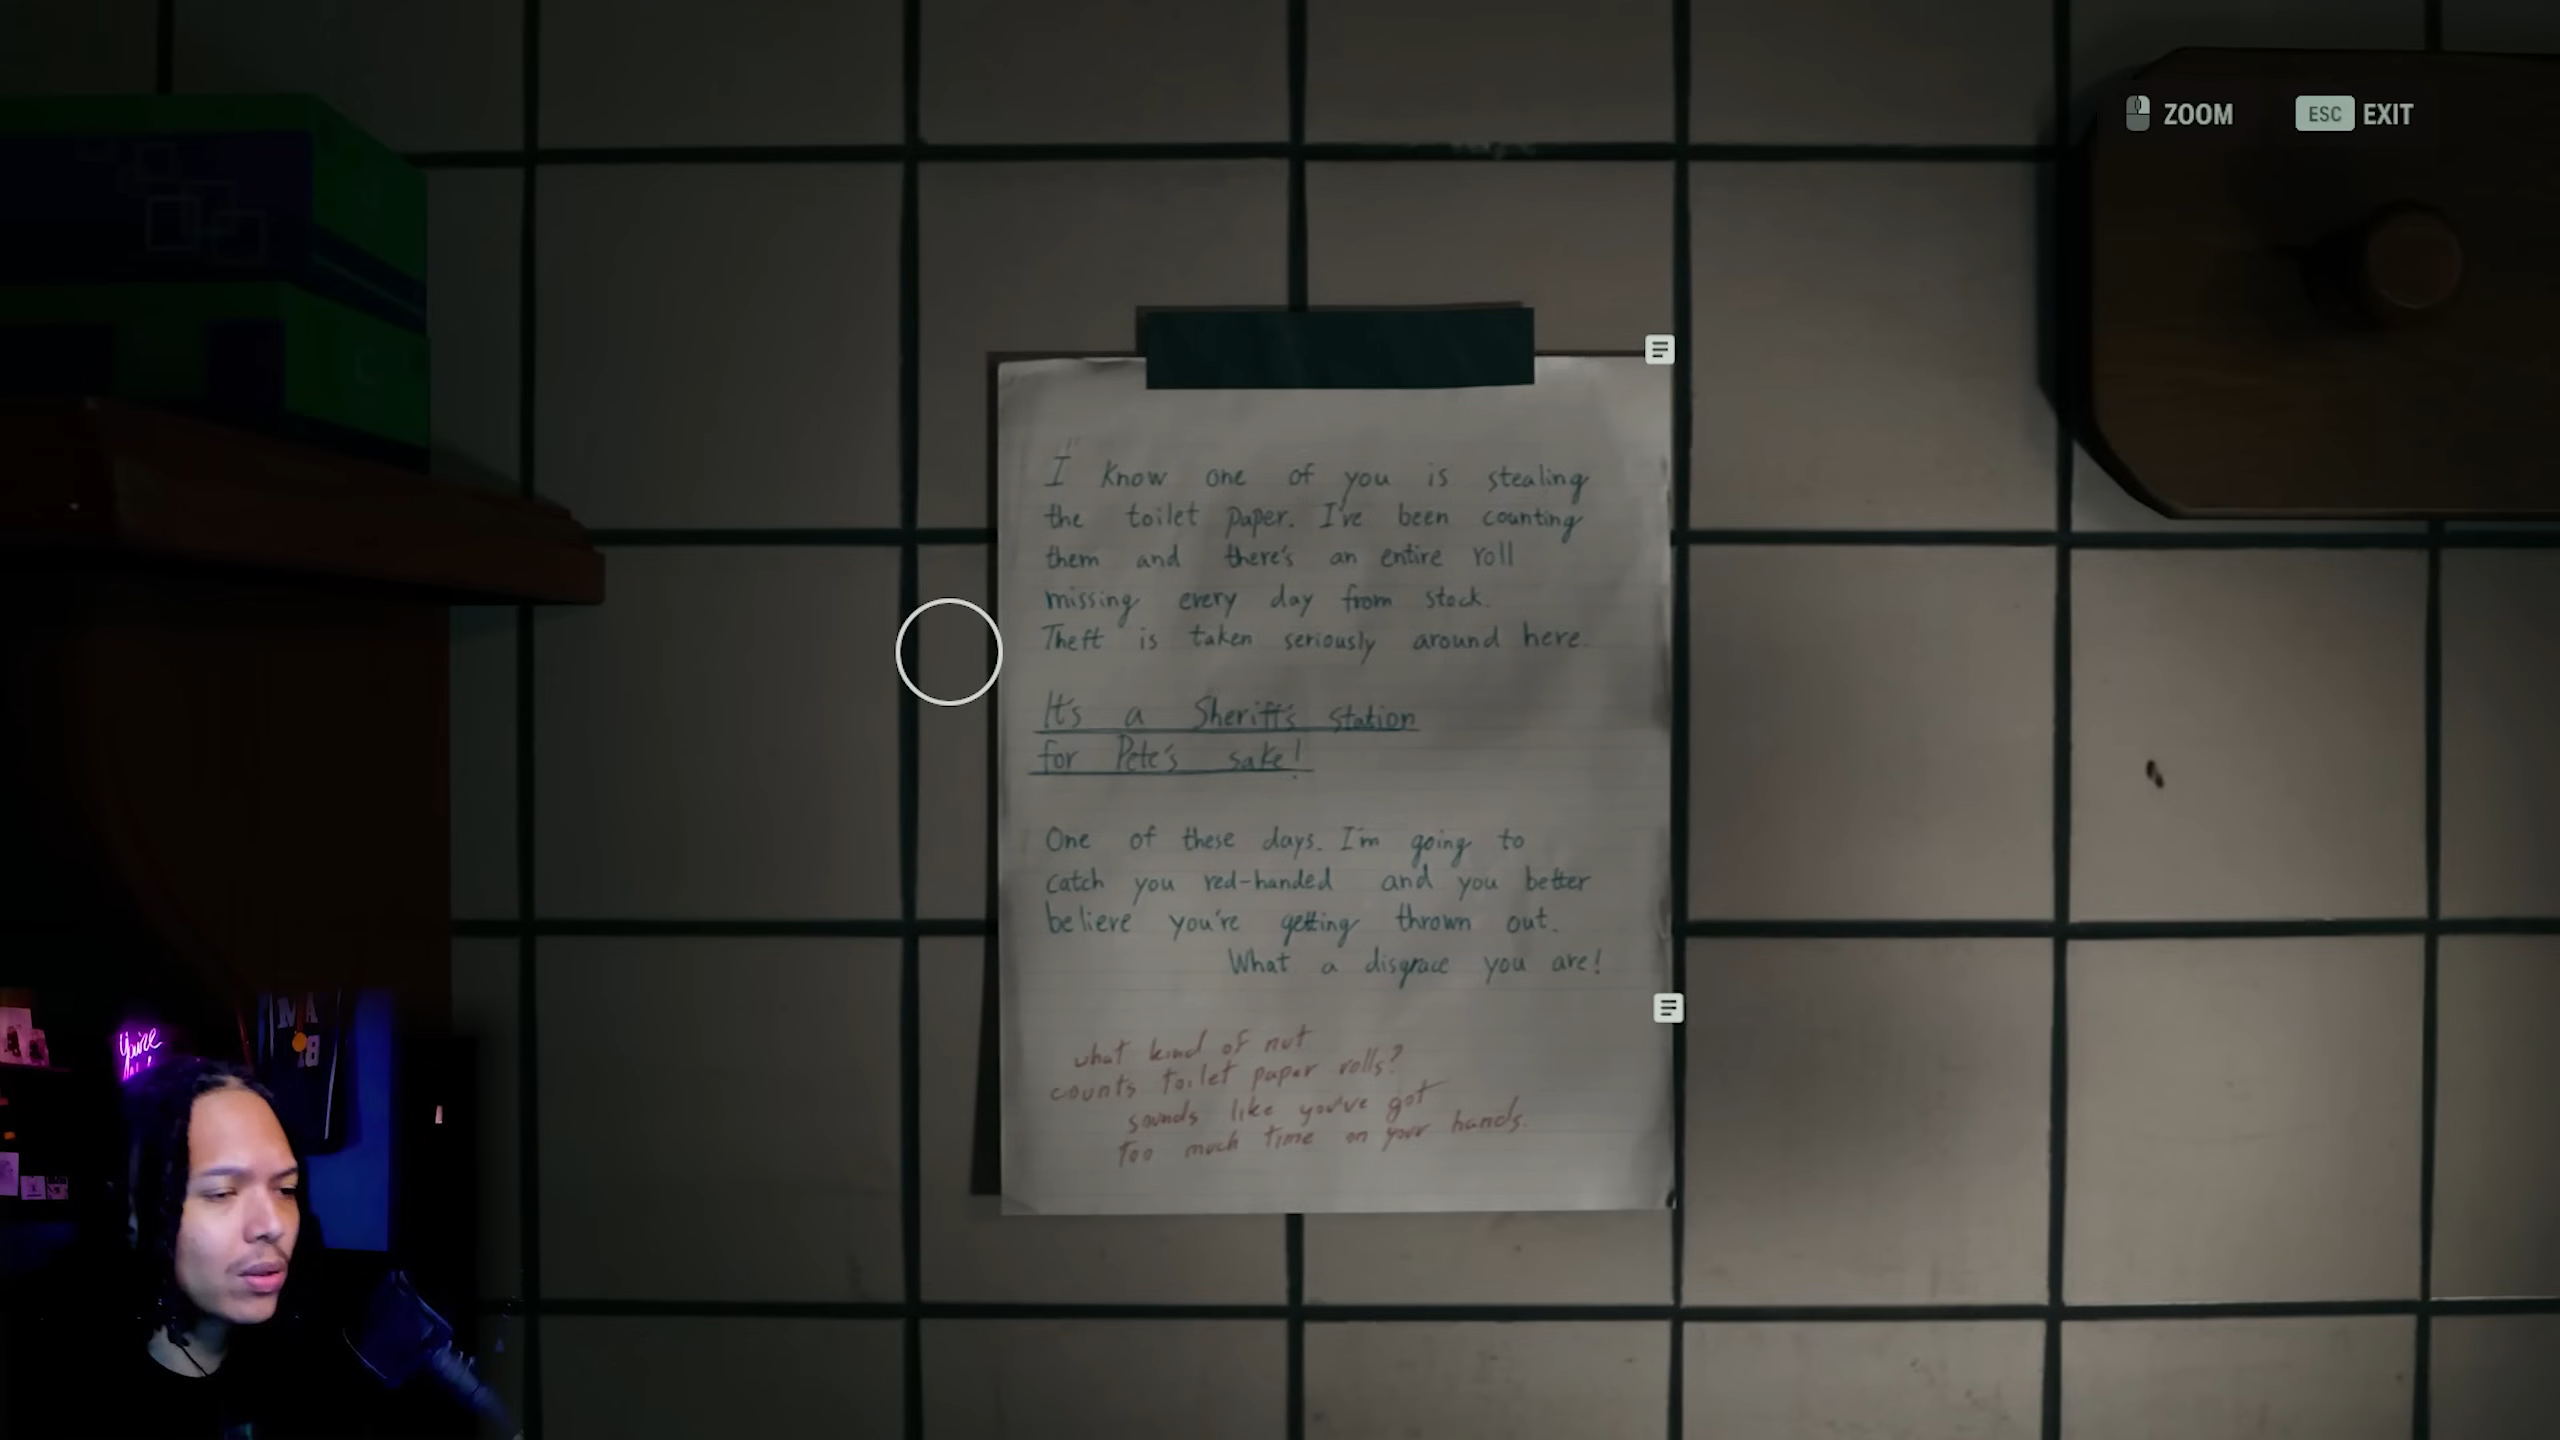 ZOOM
ESC EXIT
I know one of you is stealing
the toilet paper. I've been counting
them and there's an entire roll
missing every day from stock.
Theft is taken seriously around here.
It's a Sheriff's station
for Pete's sake!
One of these days. I'm going to
catch you red-handed and you better
believe you're getting thrown out.
What a disgrace you are!
what kind of nut
counts toilet paper rolls?
sounds like you've got
too much time on your hands.
you're